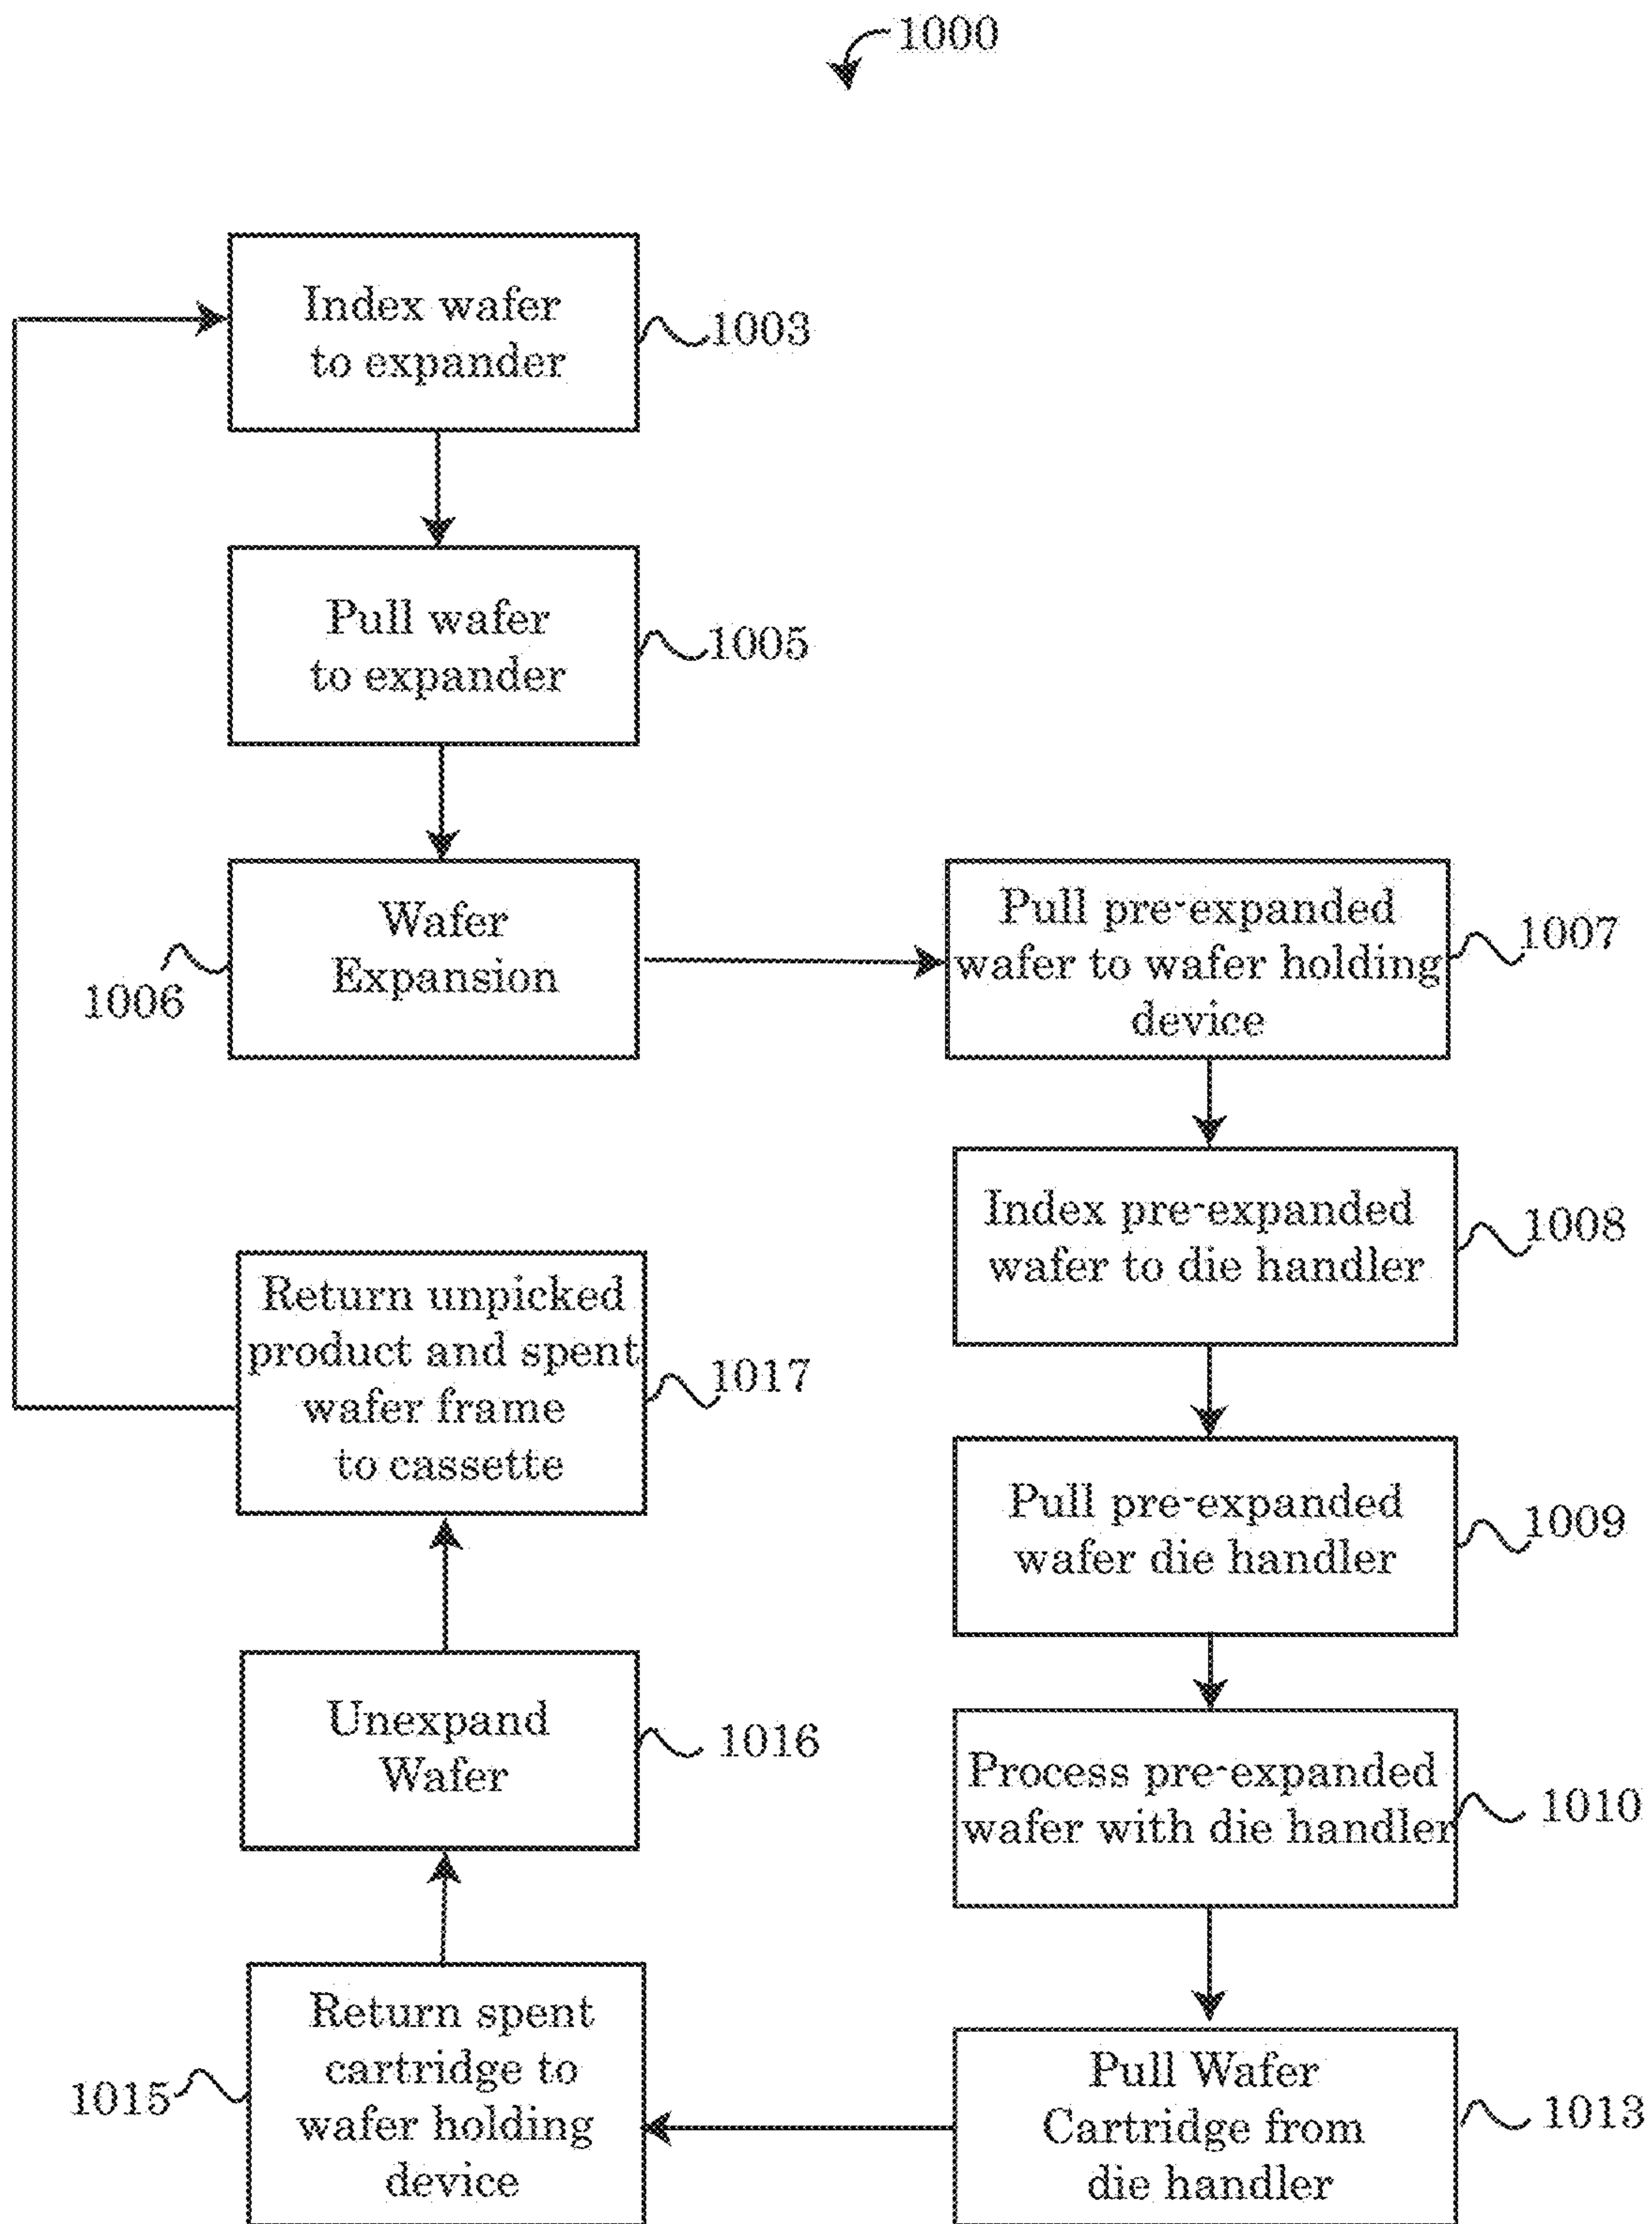 1000
Index wafer
to expander
1003
Pull wafer
to expander
1005
Wafer
Expansion
1006
Pull pre-expanded
wafer to wafer holding
device
1007
Index pre-expanded
wafer to die handler
1008
Pull pre-expanded
wafer die handler
1009
Process pre-expanded
wafer with die handler
1010
Pull Wafer
Cartridge from
die handler
1013
Return spent
cartridge to
wafer holding
device
1015
Unexpand
Wafer
1016
Return unpicked
product and spent
wafer frame
to cassette
1017